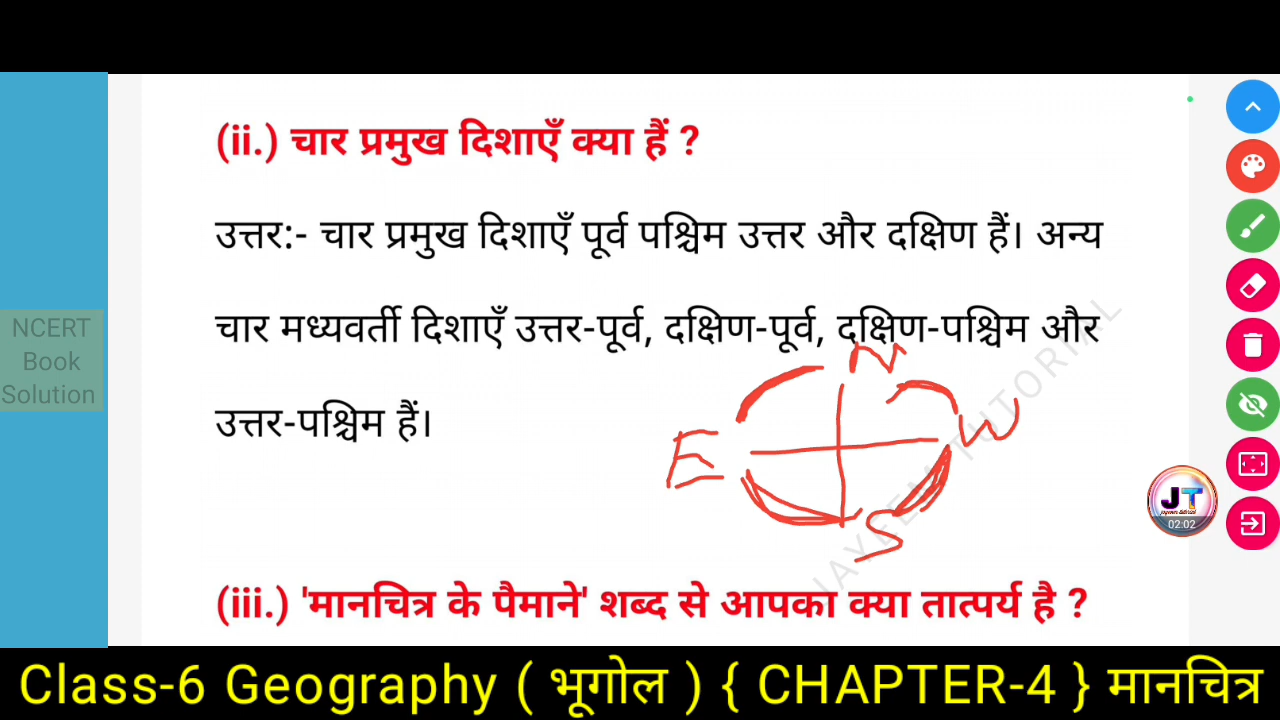 (ii.) चार प्रमुख दिशाएँ क्या हैं ?
उत्तर:- चार प्रमुख दिशाएँ पूर्व पश्चिम उत्तर और दक्षिण हैं। अन्य
चार मध्यवर्ती दिशाएँ उत्तर-पूर्व, दक्षिण-पूर्व, दक्षिण-पश्चिम और
उत्तर-पश्चिम हैं।
NCERT
Book
Solution
N
E
W
S
JAYEEM TUTORIAL
JT
02:02
(iii.) 'मानचित्र के पैमाने' शब्द से आपका क्या तात्पर्य है ?
Class-6 Geography ( भूगोल ) { CHAPTER-4 } मानचित्र